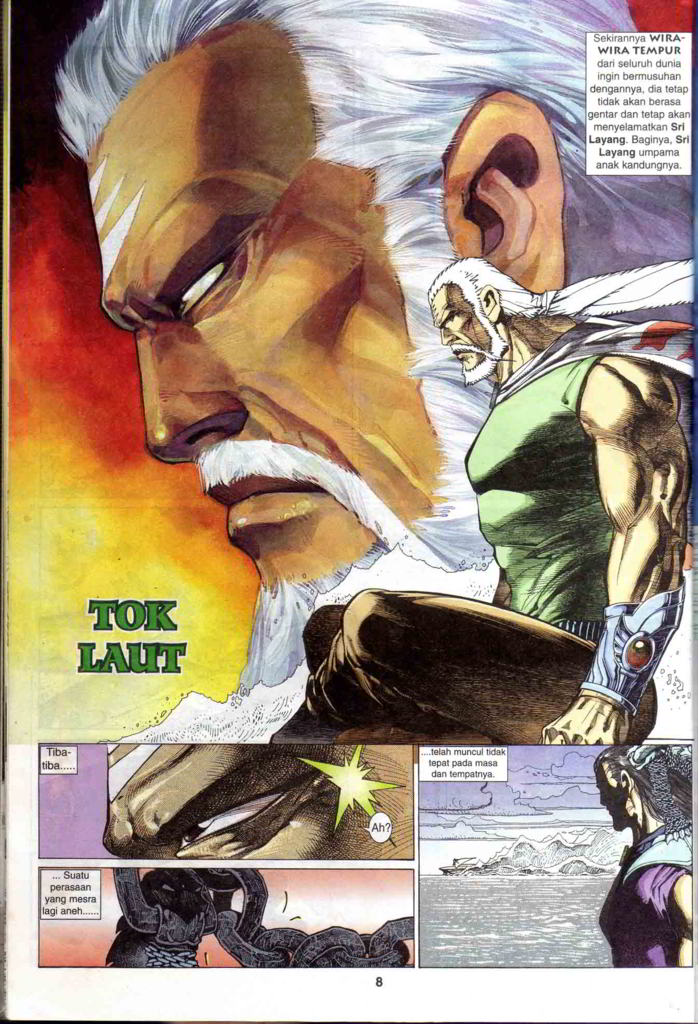 Sekirannya WIRA-
WIRA TEMPUR
dari seluruh dunia
ingin bermusuhan
dengannya, dia tetap
tidak akan berasa
gentar dan tetap akan
menyelamatkan Sri
Layang. Baginya, Sri
Layang umpama
anak kandungnya.
TOK
LAUT
Tiba-
tiba.....
Ah?
... Suatu
perasaan
yang mesra
lagi aneh......
....telah muncul tidak
tepat pada masa
dan tempatnya.
8